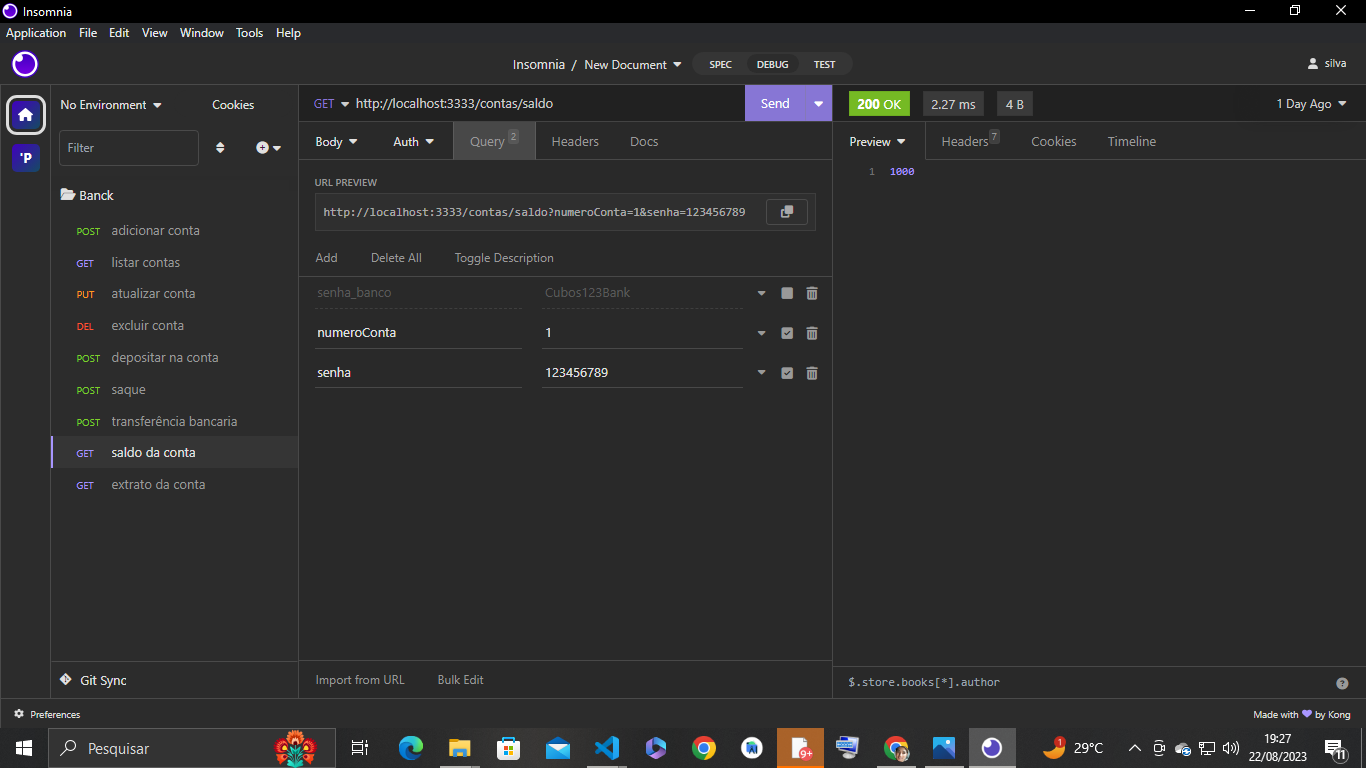 Insomnia
Application File Edit View Window Tools Help
Insomnia / New Document SPEC DEBUG TEST silva
No Environment Cookies
GET http://localhost:3333/contas/saldo Send
200 OK 2.27 ms 4 B 1 Day Ago
Filter
Body Auth Query 2 Headers Docs
Preview Headers 7 Cookies Timeline
1 1000
URL PREVIEW
http://localhost:3333/contas/saldo?numeroConta=1&senha=123456789
Add Delete All Toggle Description
senha_banco Cubos123Bank
numeroConta 1
senha 123456789
Banck
POST adicionar conta
GET listar contas
PUT atualizar conta
DEL excluir conta
POST depositar na conta
POST saque
POST transferência bancaria
GET saldo da conta
GET extrato da conta
'P
Git Sync
Import from URL Bulk Edit
$.store.books[*].author
Preferences
Made with by Kong
Pesquisar
9+
1
29°C
19:27
22/08/2023
11